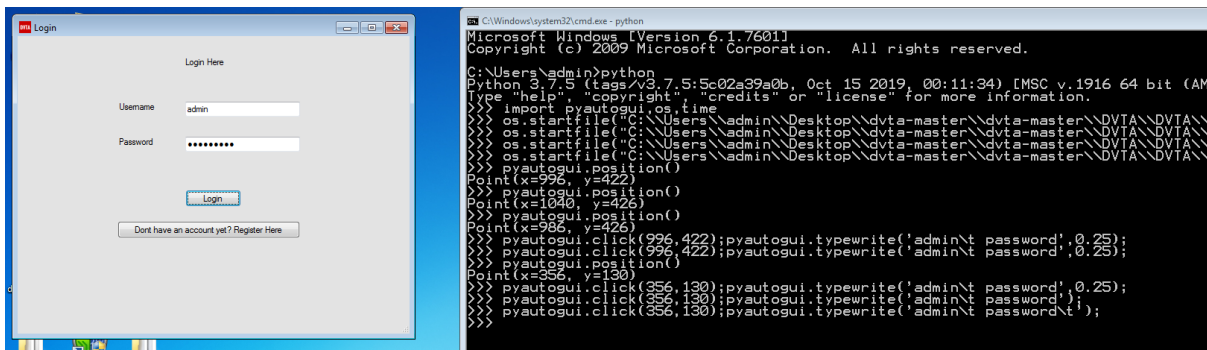 DVTA Login
Login Here
Username admin
Password •••••••••
Login
Dont have an account yet? Register Here
C:\Windows\system32\cmd.exe - python
Microsoft Windows [Version 6.1.7601]
Copyright (c) 2009 Microsoft Corporation.  All rights reserved.
C:\Users\admin>python
Python 3.7.5 (tags/v3.7.5:5c02a39a0b, Oct 15 2019, 00:11:34) [MSC v.1916 64 bit (AM
Type "help", "copyright", "credits" or "license" for more information.
>>> import pyautogui,os,time
>>> os.startfile("C:\\Users\\admin\\Desktop\\dvta-master\\dvta-master\\DVTA\\DVTA\\
>>> os.startfile("C:\\Users\\admin\\Desktop\\dvta-master\\dvta-master\\DVTA\\DVTA\\
>>> os.startfile("C:\\Users\\admin\\Desktop\\dvta-master\\dvta-master\\DVTA\\DVTA\\
>>> os.startfile("C:\\Users\\admin\\Desktop\\dvta-master\\dvta-master\\DVTA\\DVTA\\
>>> pyautogui.position()
Point(x=996, y=422)
>>> pyautogui.position()
Point(x=1040, y=426)
>>> pyautogui.position()
Point(x=986, y=426)
>>> pyautogui.click(996,422);pyautogui.typewrite('admin\t password',0.25);
>>> pyautogui.click(996,422);pyautogui.typewrite('admin\t password',0.25);
>>> pyautogui.position()
Point(x=356, y=130)
>>> pyautogui.click(356,130);pyautogui.typewrite('admin\t password',0.25);
>>> pyautogui.click(356,130);pyautogui.typewrite('admin\t password');
>>> pyautogui.click(356,130);pyautogui.typewrite('admin\t password\t');
>>>